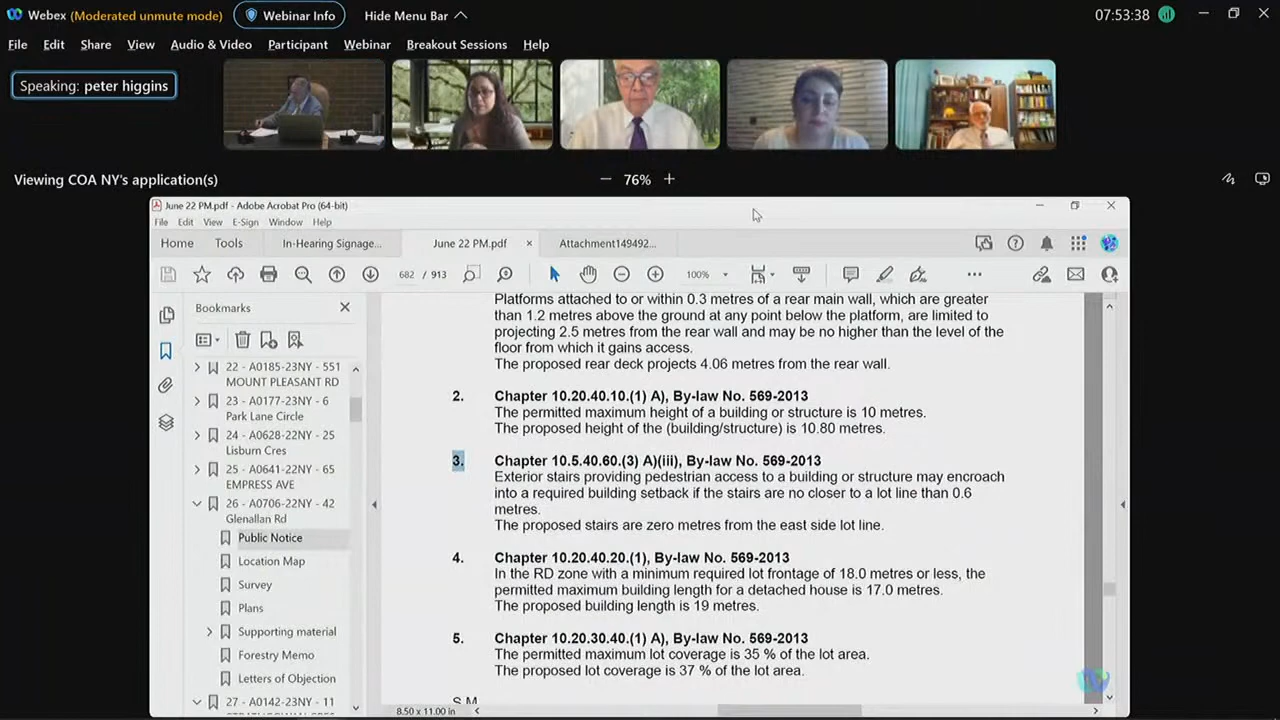 Webex (Moderated unmute mode) Webinar Info Hide Menu Bar 07:53:38
File Edit Share View Audio & Video Participant Webinar Breakout Sessions Help
Speaking: peter higgins
Viewing COA NY's application(s) 76%
June 22 PM.pdf - Adobe Acrobat Pro (64-bit)
File Edit View E-Sign Window Help
Home Tools In-Hearing Signage... June 22 PM.pdf × Attachment149492...
682 / 913 100%
Bookmarks
22 - A0185-23NY - 551
MOUNT PLEASANT RD
23 - A0177-23NY - 6
Park Lane Circle
24 - A0628-22NY - 25
Lisburn Cres
25 - A0641-22NY - 65
EMPRESS AVE
26 - A0706-22NY - 42
Glenallan Rd
Public Notice
Location Map
Survey
Plans
Supporting material
Forestry Memo
Letters of Objection
27 - A0142-23NY - 11
Platforms attached to or within 0.3 metres of a rear main wall, which are greater
than 1.2 metres above the ground at any point below the platform, are limited to
projecting 2.5 metres from the rear wall and may be no higher than the level of the
floor from which it gains access.
The proposed rear deck projects 4.06 metres from the rear wall.
2. Chapter 10.20.40.10.(1) A), By-law No. 569-2013
The permitted maximum height of a building or structure is 10 metres.
The proposed height of the (building/structure) is 10.80 metres.
3. Chapter 10.5.40.60.(3) A)(iii), By-law No. 569-2013
Exterior stairs providing pedestrian access to a building or structure may encroach
into a required building setback if the stairs are no closer to a lot line than 0.6
metres.
The proposed stairs are zero metres from the east side lot line.
4. Chapter 10.20.40.20.(1), By-law No. 569-2013
In the RD zone with a minimum required lot frontage of 18.0 metres or less, the
permitted maximum building length for a detached house is 17.0 metres.
The proposed building length is 19 metres.
5. Chapter 10.20.30.40.(1) A), By-law No. 569-2013
The permitted maximum lot coverage is 35 % of the lot area.
The proposed lot coverage is 37 % of the lot area.
8.50 x 11.00 in